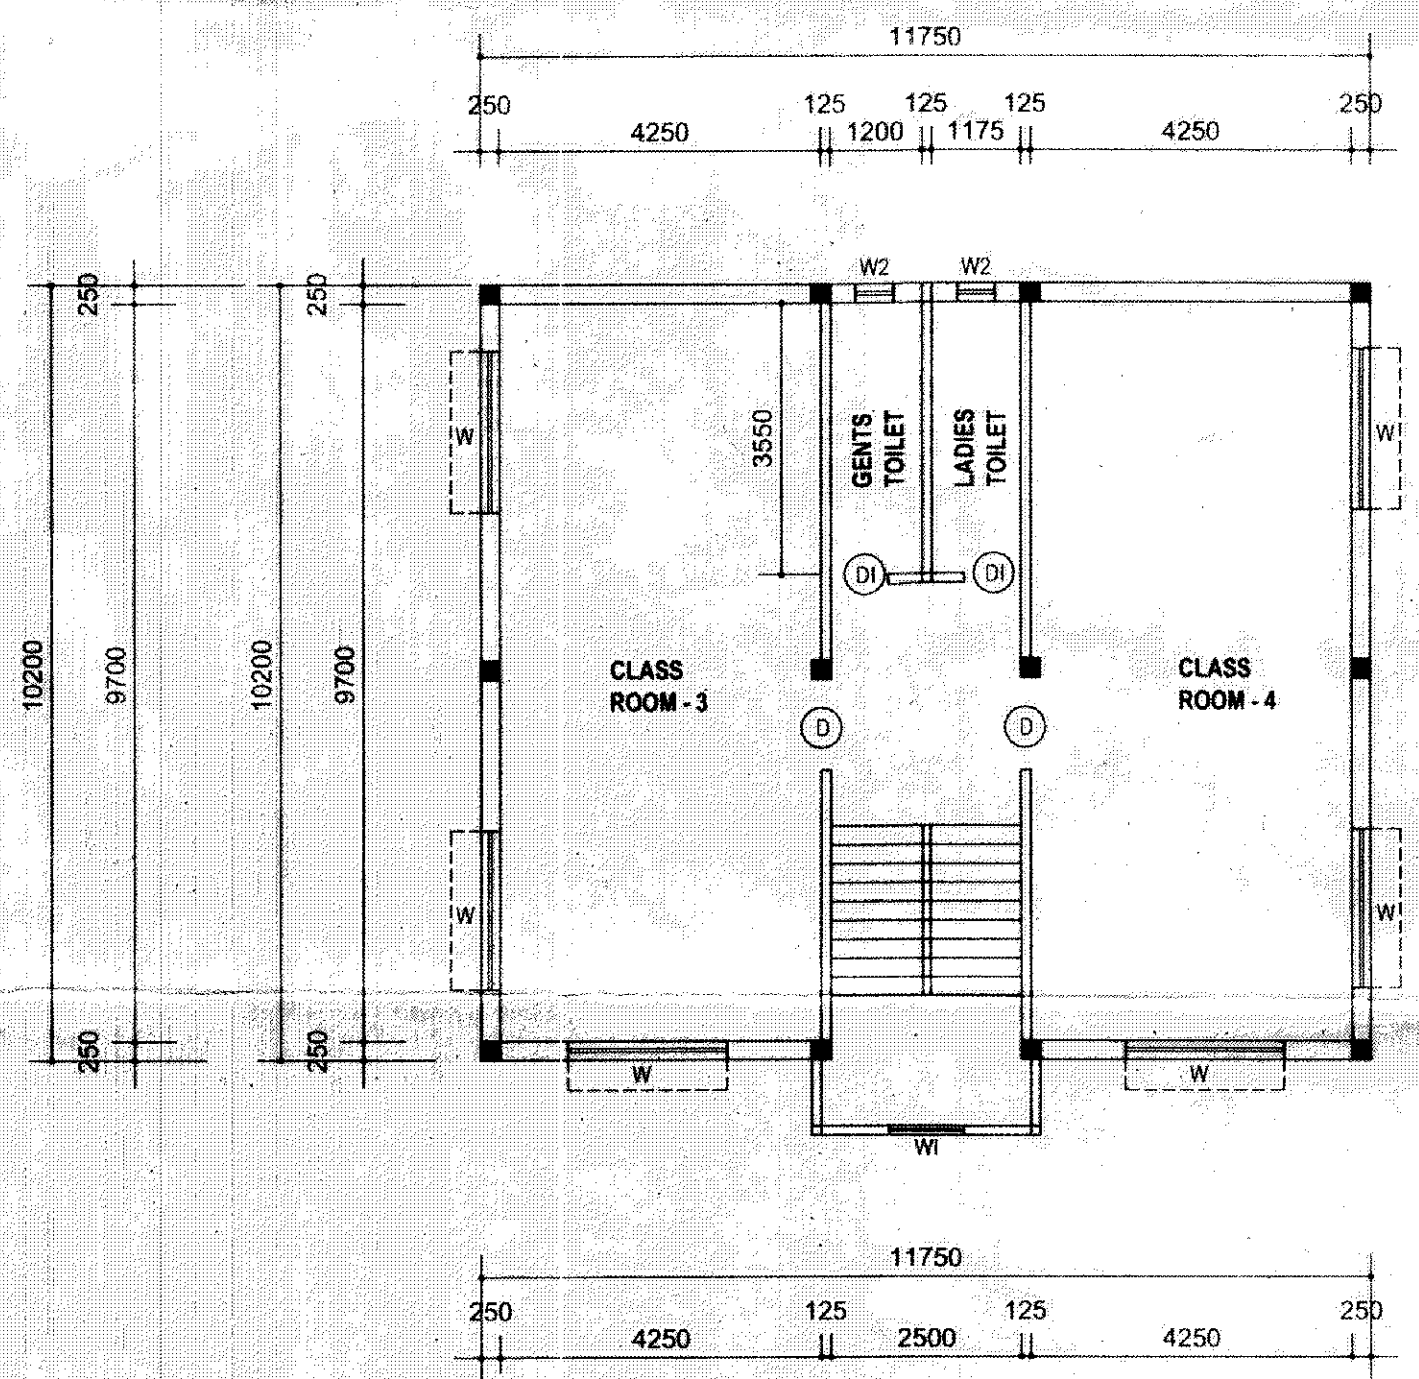 11750
250 125 125 125 250
4250 1200 1175 4250
W2 W2
250 250
W W
3550
GENTS
TOILET
LADIES
TOILET
DI DI
10200 9700 10200 9700
CLASS
ROOM - 3
CLASS
ROOM - 4
D D
W W
250 250
W W
WI
11750
250 125 125 250
4250 2500 4250